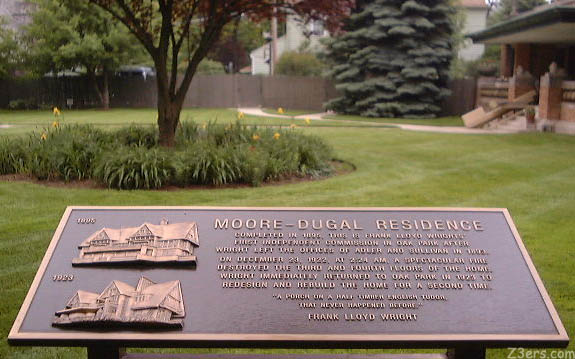 1895
MOORE-DUGAL RESIDENCE
COMPLETED IN 1895, THIS IS FRANK LLOYD WRIGHT'S
FIRST INDEPENDENT COMMISSION IN OAK PARK AFTER
WRIGHT LEFT THE OFFICES OF ADLER AND SULLIVAN IN 1893.
ON DECEMBER 23, 1922, AT 2:24 AM, A SPECTACULAR FIRE
DESTROYED THE THIRD AND FOURTH FLOORS OF THE HOME.
WRIGHT IMMEDIATELY RETURNED TO OAK PARK IN 1923 TO
REDESIGN AND REBUILD THE HOME FOR A SECOND TIME.
1923
"A PORCH ON A HALF TIMBER ENGLISH TUDOR,
THAT NEVER HAPPENED BEFORE."
FRANK LLOYD WRIGHT
Z3ers.com